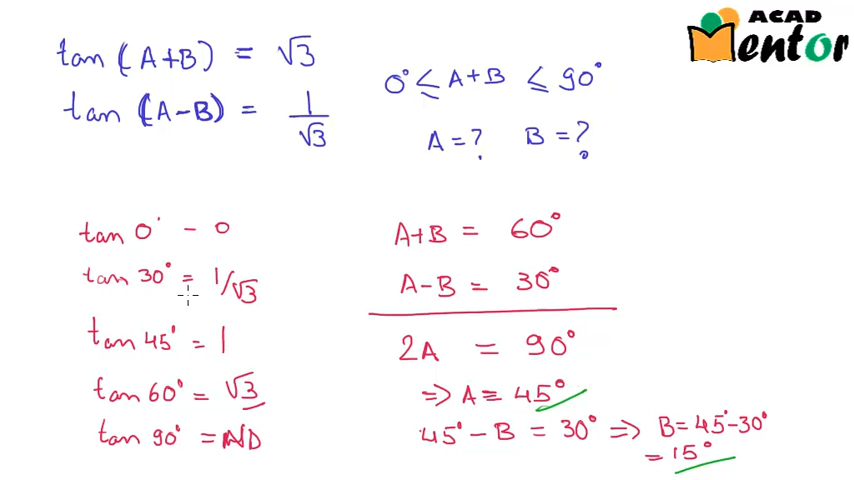 ACAD
Mentor
tan (A+B) = √3
tan (A-B) = 1/√3
0° ≤ A+B ≤ 90°
A = ? B = ?
tan 0° - 0
tan 30° = 1/√3
tan 45° = 1
tan 60° = √3
tan 90° = ND
A+B = 60°
A-B = 30°
2A = 90°
⇒ A = 45°
45° - B = 30° ⇒ B = 45° - 30°
= 15°